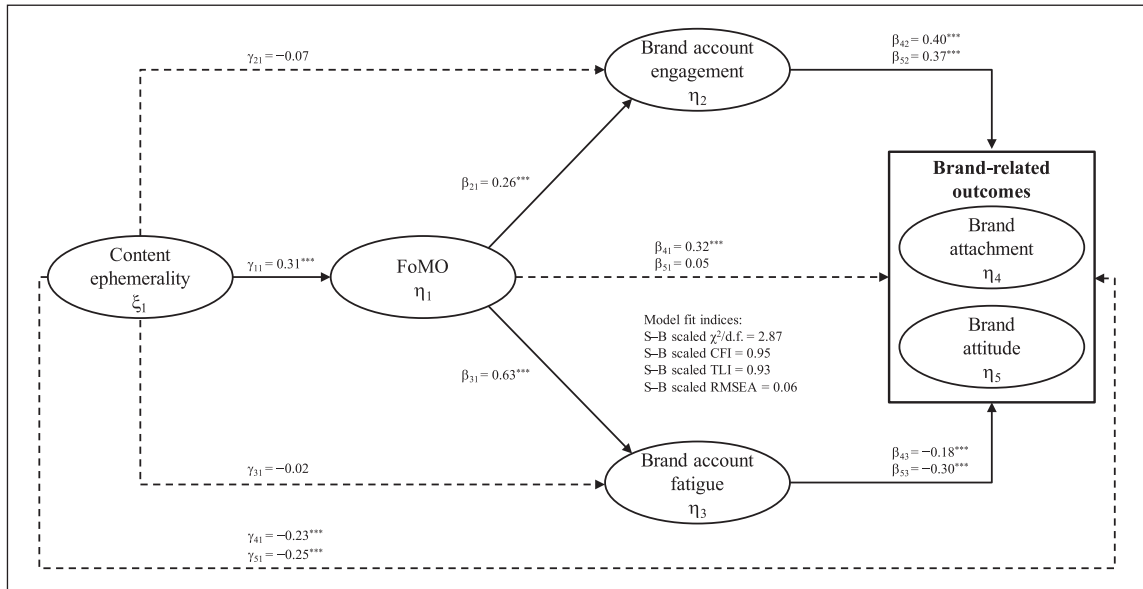 γ₂₁ = −0.07
Brand account
engagement
η₂
β₄₂ = 0.40***
β₅₂ = 0.37***
Brand-related
outcomes
Brand
attachment
η₄
Brand
attitude
η₅
β₂₁ = 0.26***
Content
ephemerality
ξ₁
γ₁₁ = 0.31***
FoMO
η₁
β₄₁ = 0.32***
β₅₁ = 0.05
Model fit indices:
S–B scaled χ²/d.f. = 2.87
S–B scaled CFI = 0.95
S–B scaled TLI = 0.93
S–B scaled RMSEA = 0.06
β₃₁ = 0.63***
γ₃₁ = −0.02
Brand account
fatigue
η₃
β₄₃ = −0.18***
β₅₃ = −0.30***
γ₄₁ = −0.23***
γ₅₁ = −0.25***